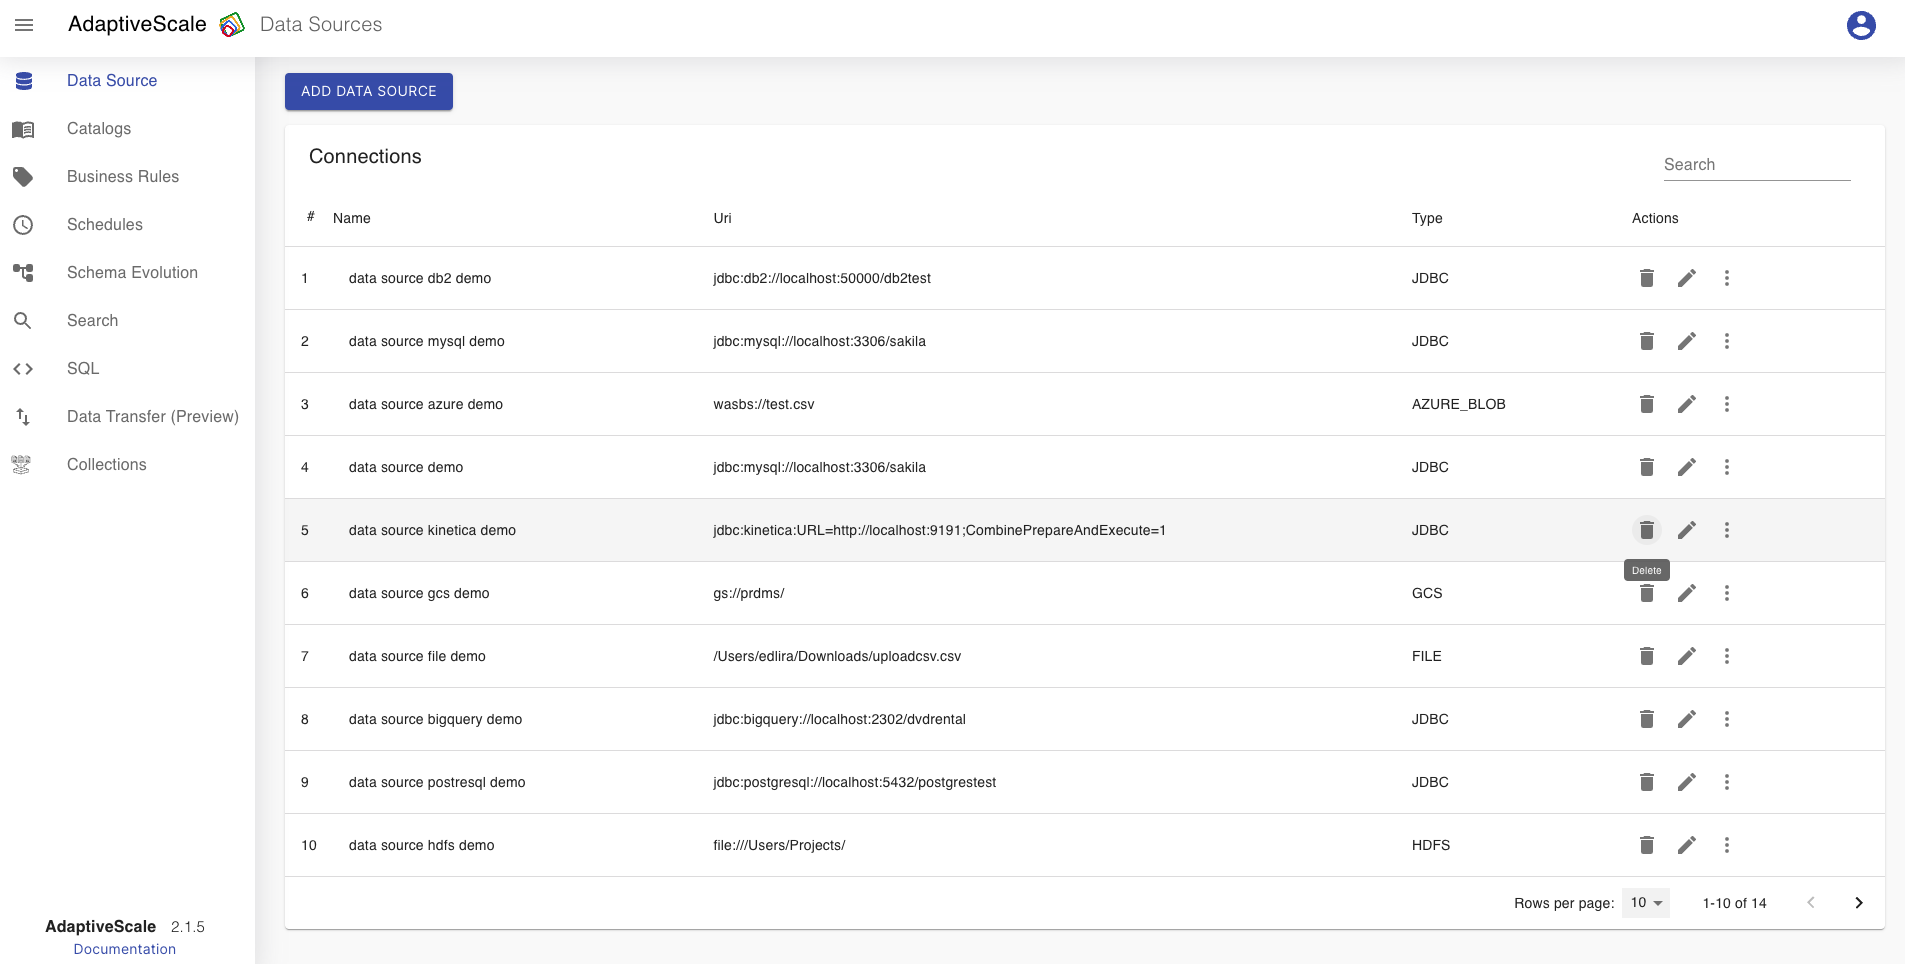 AdaptiveScale Data Sources
Data Source
Catalogs
Business Rules
Schedules
Schema Evolution
Search
SQL
Data Transfer (Preview)
Collections
AdaptiveScale 2.1.5
Documentation
ADD DATA SOURCE
Connections
Search
# Name Uri Type Actions
1 data source db2 demo jdbc:db2://localhost:50000/db2test JDBC
2 data source mysql demo jdbc:mysql://localhost:3306/sakila JDBC
3 data source azure demo wasbs://test.csv AZURE_BLOB
4 data source demo jdbc:mysql://localhost:3306/sakila JDBC
5 data source kinetica demo jdbc:kinetica:URL=http://localhost:9191;CombinePrepareAndExecute=1 JDBC
Delete
6 data source gcs demo gs://prdms/ GCS
7 data source file demo /Users/edlira/Downloads/uploadcsv.csv FILE
8 data source bigquery demo jdbc:bigquery://localhost:2302/dvdrental JDBC
9 data source postresql demo jdbc:postgresql://localhost:5432/postgrestest JDBC
10 data source hdfs demo file:///Users/Projects/ HDFS
Rows per page: 10 1-10 of 14